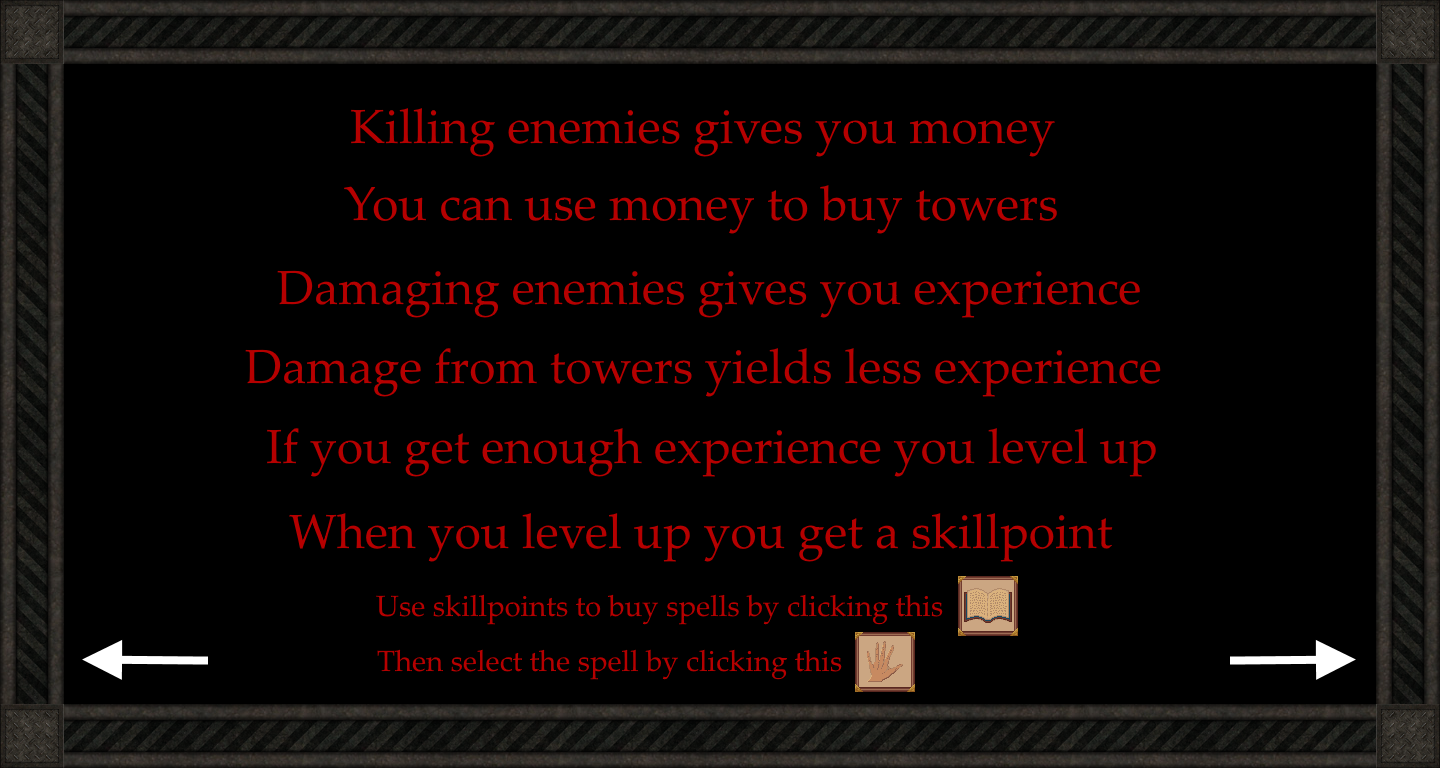 Killing enemies gives you money
You can use money to buy towers
Damaging enemies gives you experience
Damage from towers yields less experience
If you get enough experience you level up
When you level up you get a skillpoint
Use skillpoints to buy spells by clicking this
Then select the spell by clicking this